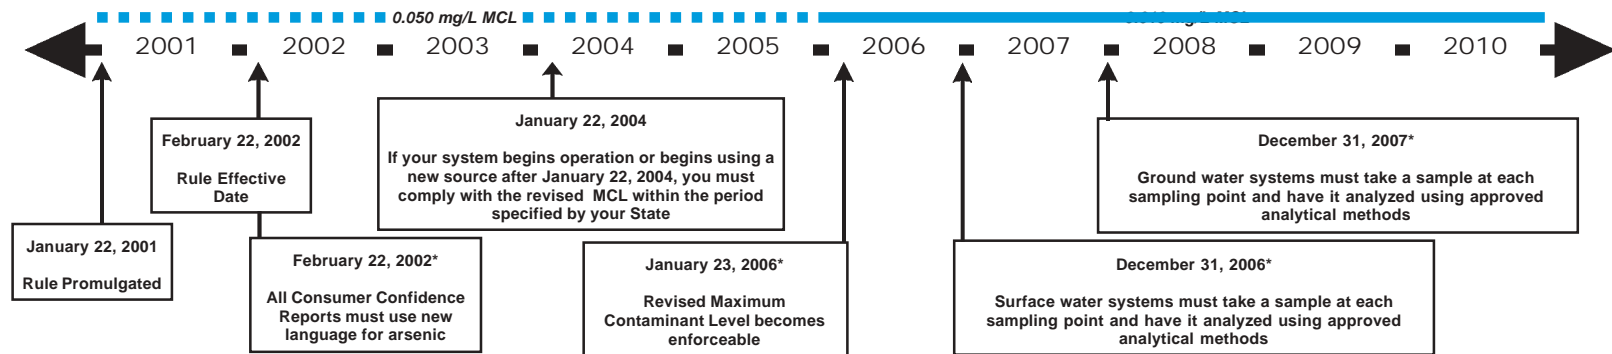 0.050 mg/L MCL
2001 2002 2003 2004 2005 2006 2007 2008 2009 2010
January 22, 2001
Rule Promulgated
February 22, 2002
Rule Effective
Date
February 22, 2002*
All Consumer Confidence
Reports must use new
language for arsenic
January 22, 2004
If your system begins operation or begins using a
new source after January 22, 2004, you must
comply with the revised MCL within the period
specified by your State
January 23, 2006*
Revised Maximum
Contaminant Level becomes
enforceable
December 31, 2006*
Surface water systems must take a sample at each
sampling point and have it analyzed using approved
analytical methods
December 31, 2007*
Ground water systems must take a sample at each
sampling point and have it analyzed using approved
analytical methods